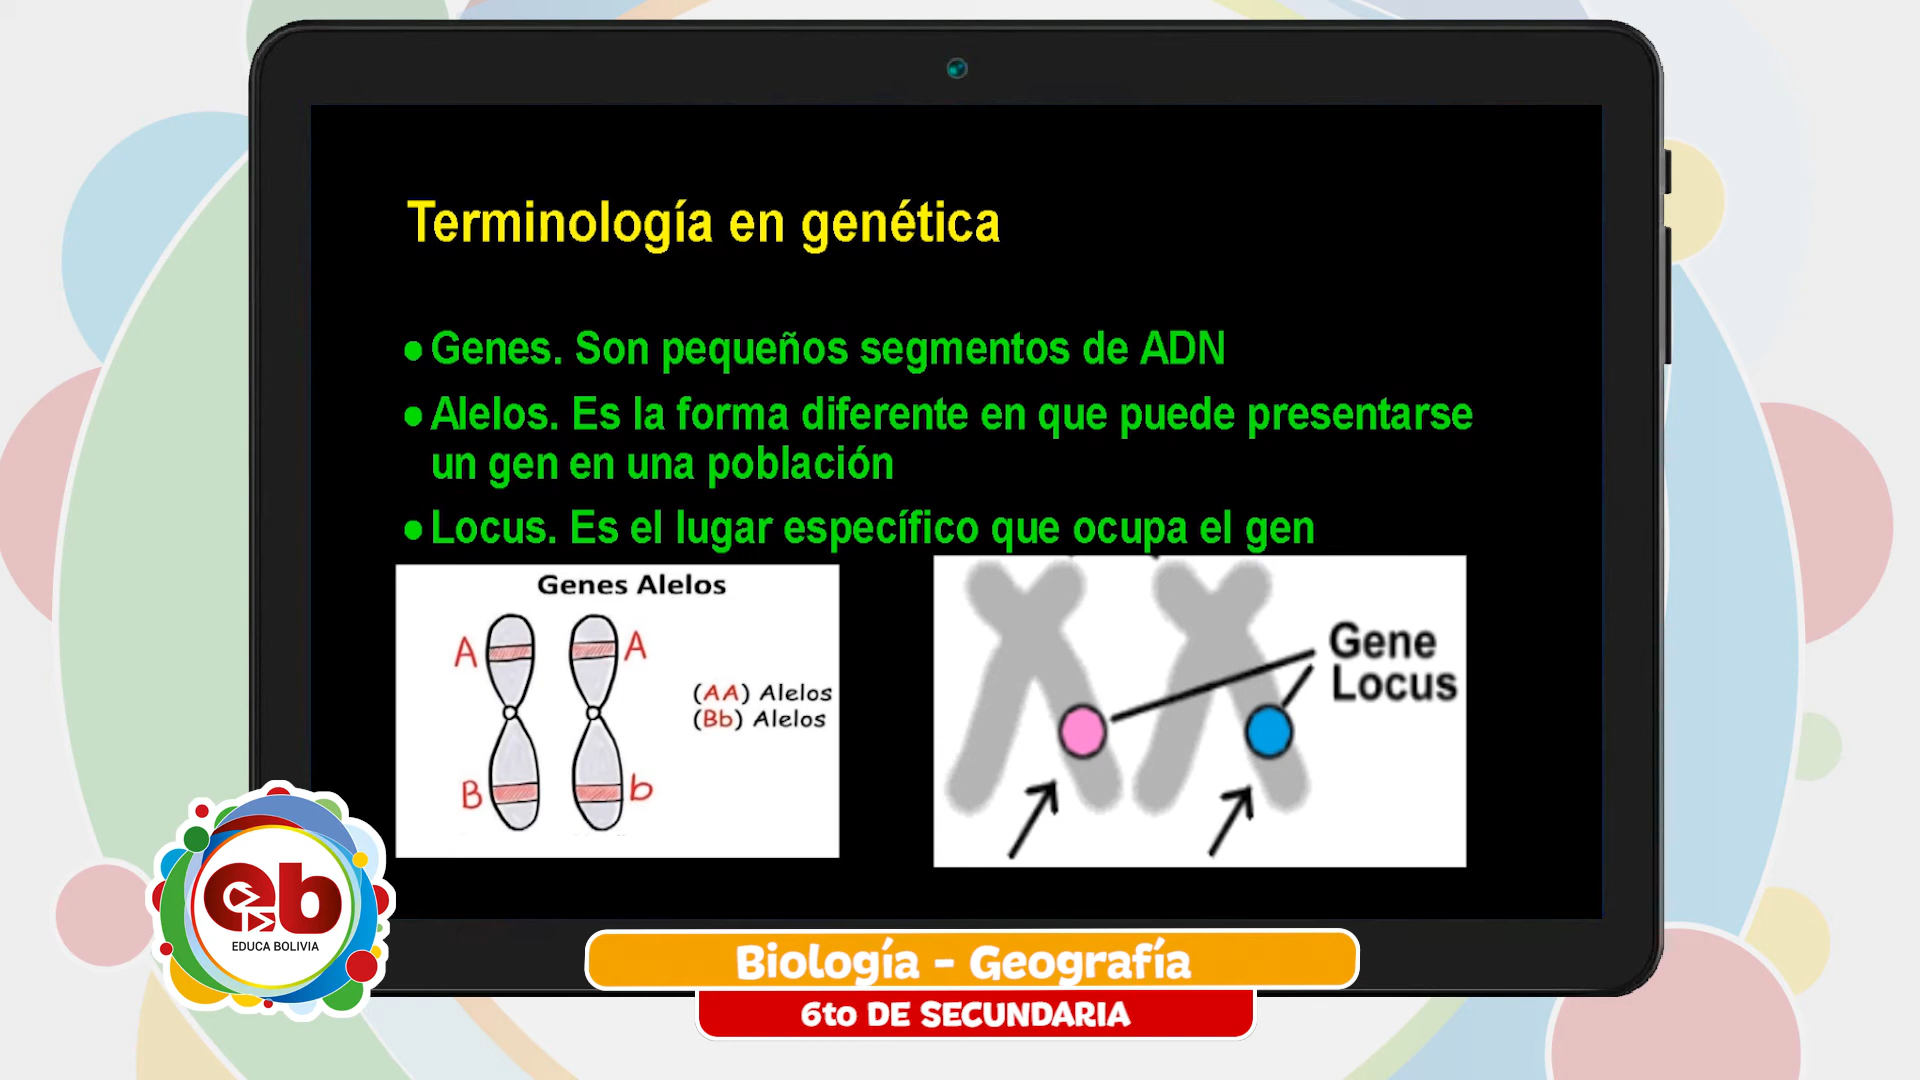 Terminología en genética
• Genes. Son pequeños segmentos de ADN
• Alelos. Es la forma diferente en que puede presentarse
un gen en una población
• Locus. Es el lugar específico que ocupa el gen
Genes Alelos
A A
(AA) Alelos
(Bb) Alelos
B b
Gene
Locus
eb
EDUCA BOLIVIA
Biología - Geografía
6to DE SECUNDARIA